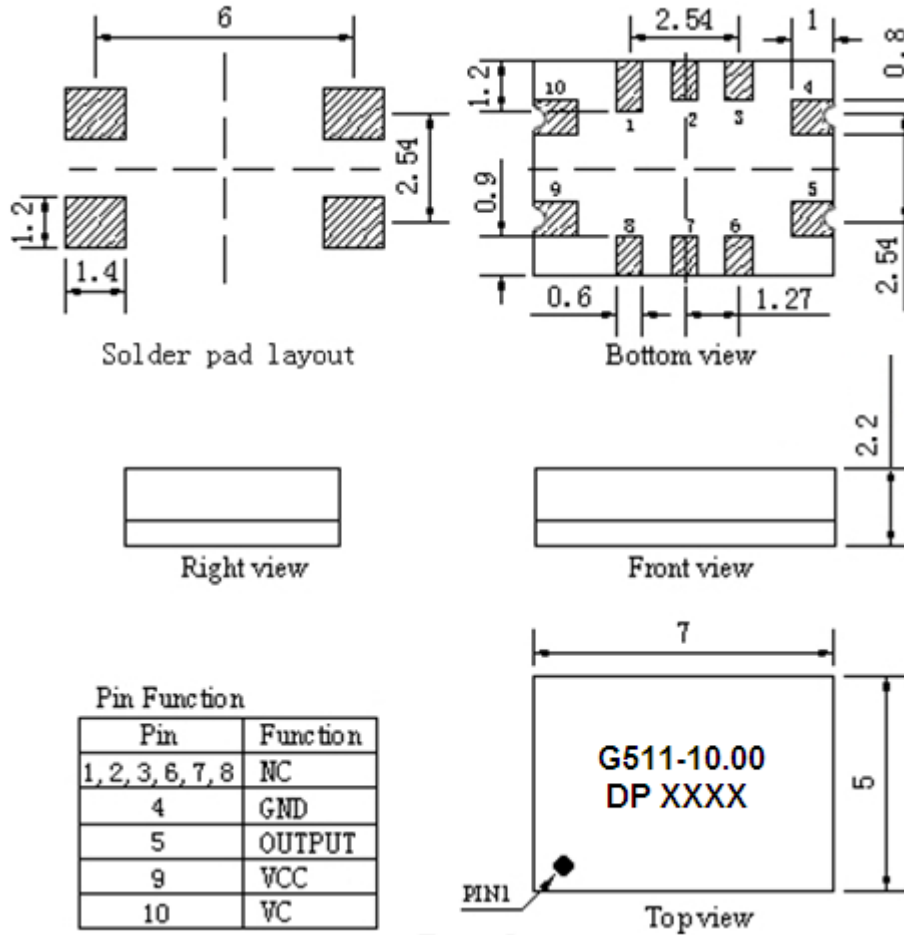 6
2.54
1.2
1.4
Solder pad layout
2.54
1
0.8
1.2
10
1
2
3
4
0.9
9
5
8
7
6
2.54
0.6
1.27
Bottom view
2.2
Right view
Front view
7
G511-10.00
DP XXXX
5
PIN1
Top view
Pin Function
Pin Function
1, 2, 3, 6, 7, 8 NC
4 GND
5 OUTPUT
9 VCC
10 VC